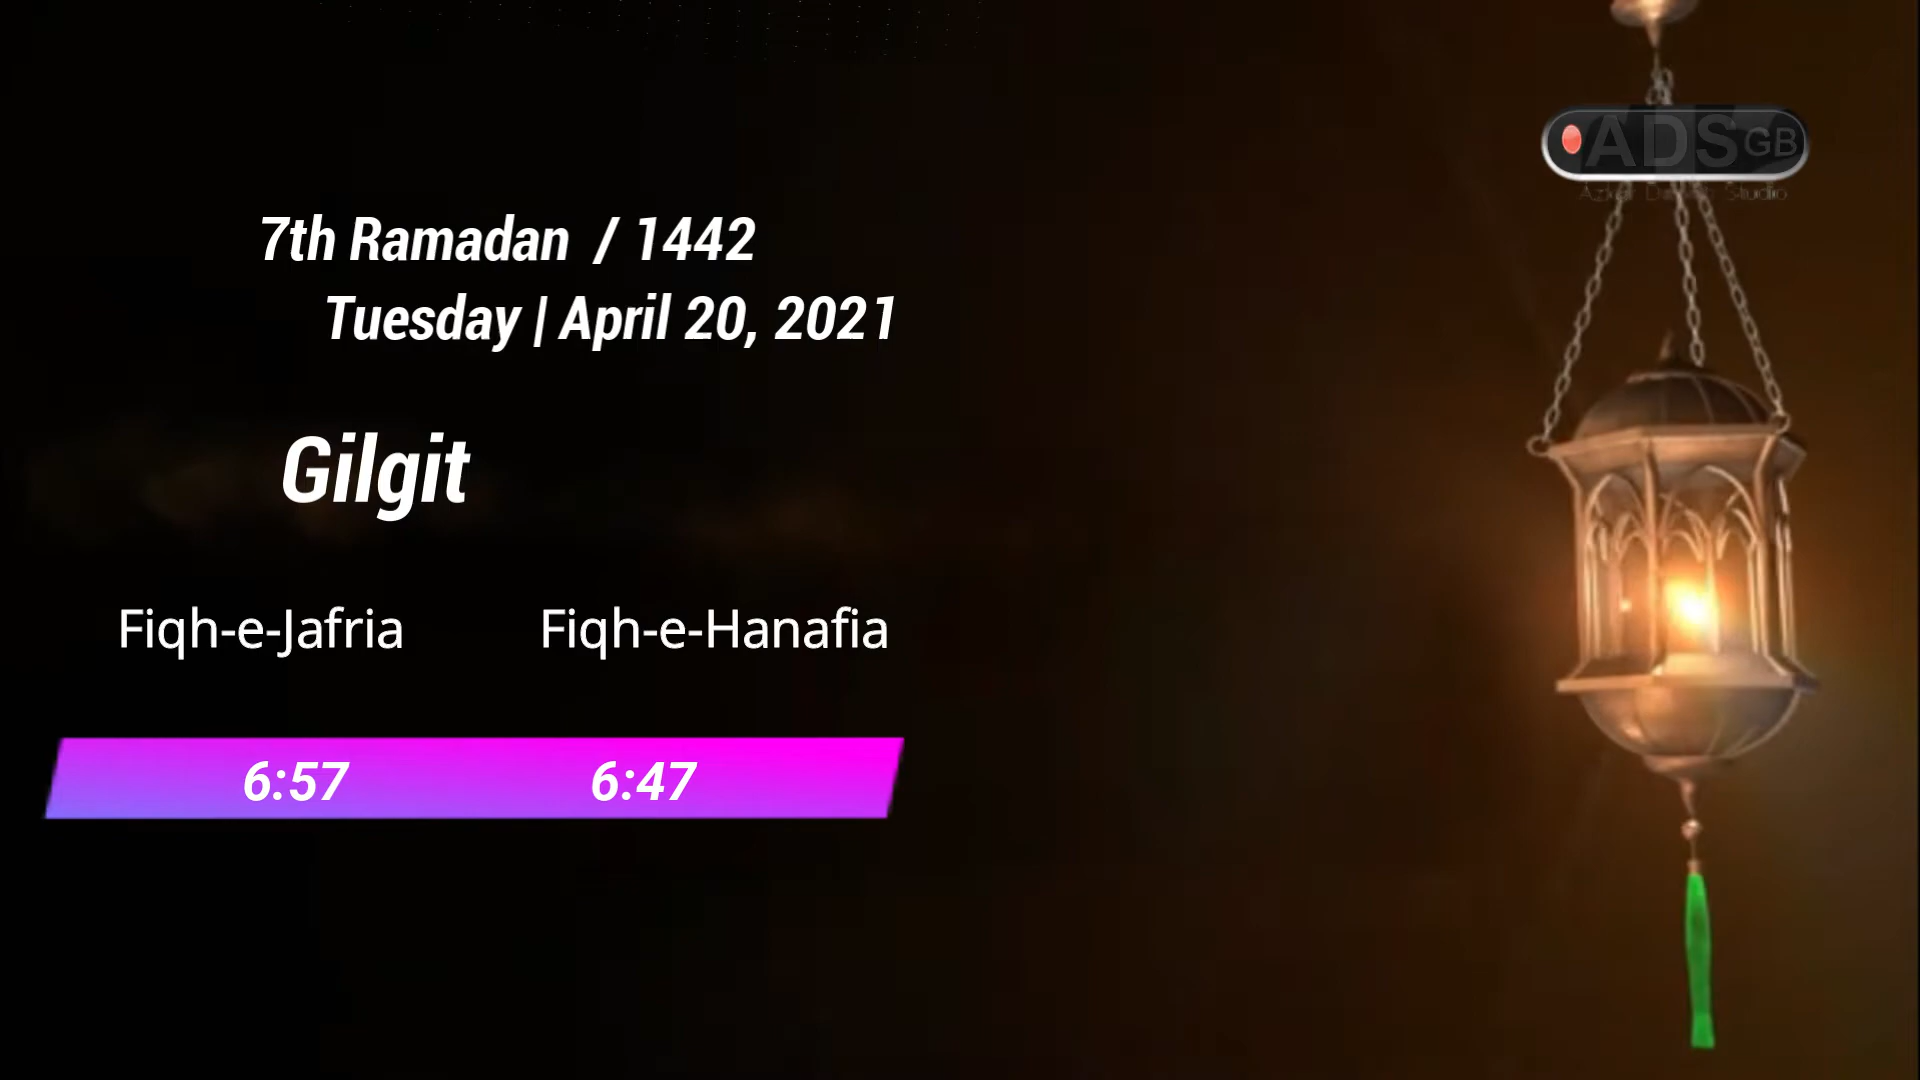 ADS GB
7th Ramadan / 1442
Tuesday | April 20, 2021
Gilgit
Fiqh-e-Jafria Fiqh-e-Hanafia
6:57 6:47